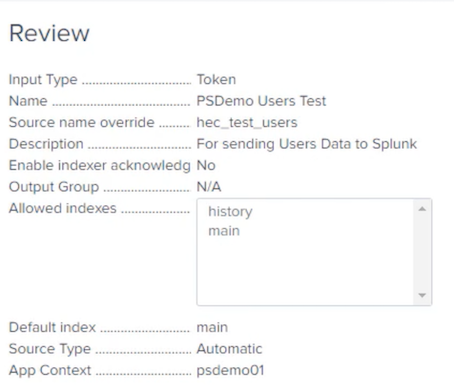 Review
Input Type .............................. Token
Name ...................................... PSDemo Users Test
Source name override ......... hec_test_users
Description ............................ For sending Users Data to Splunk
Enable indexer acknowledg No
Output Group ........................ N/A
Allowed indexes ...................
history
main
Default index ......................... main
Source Type ........................... Automatic
App Context ........................... psdemo01